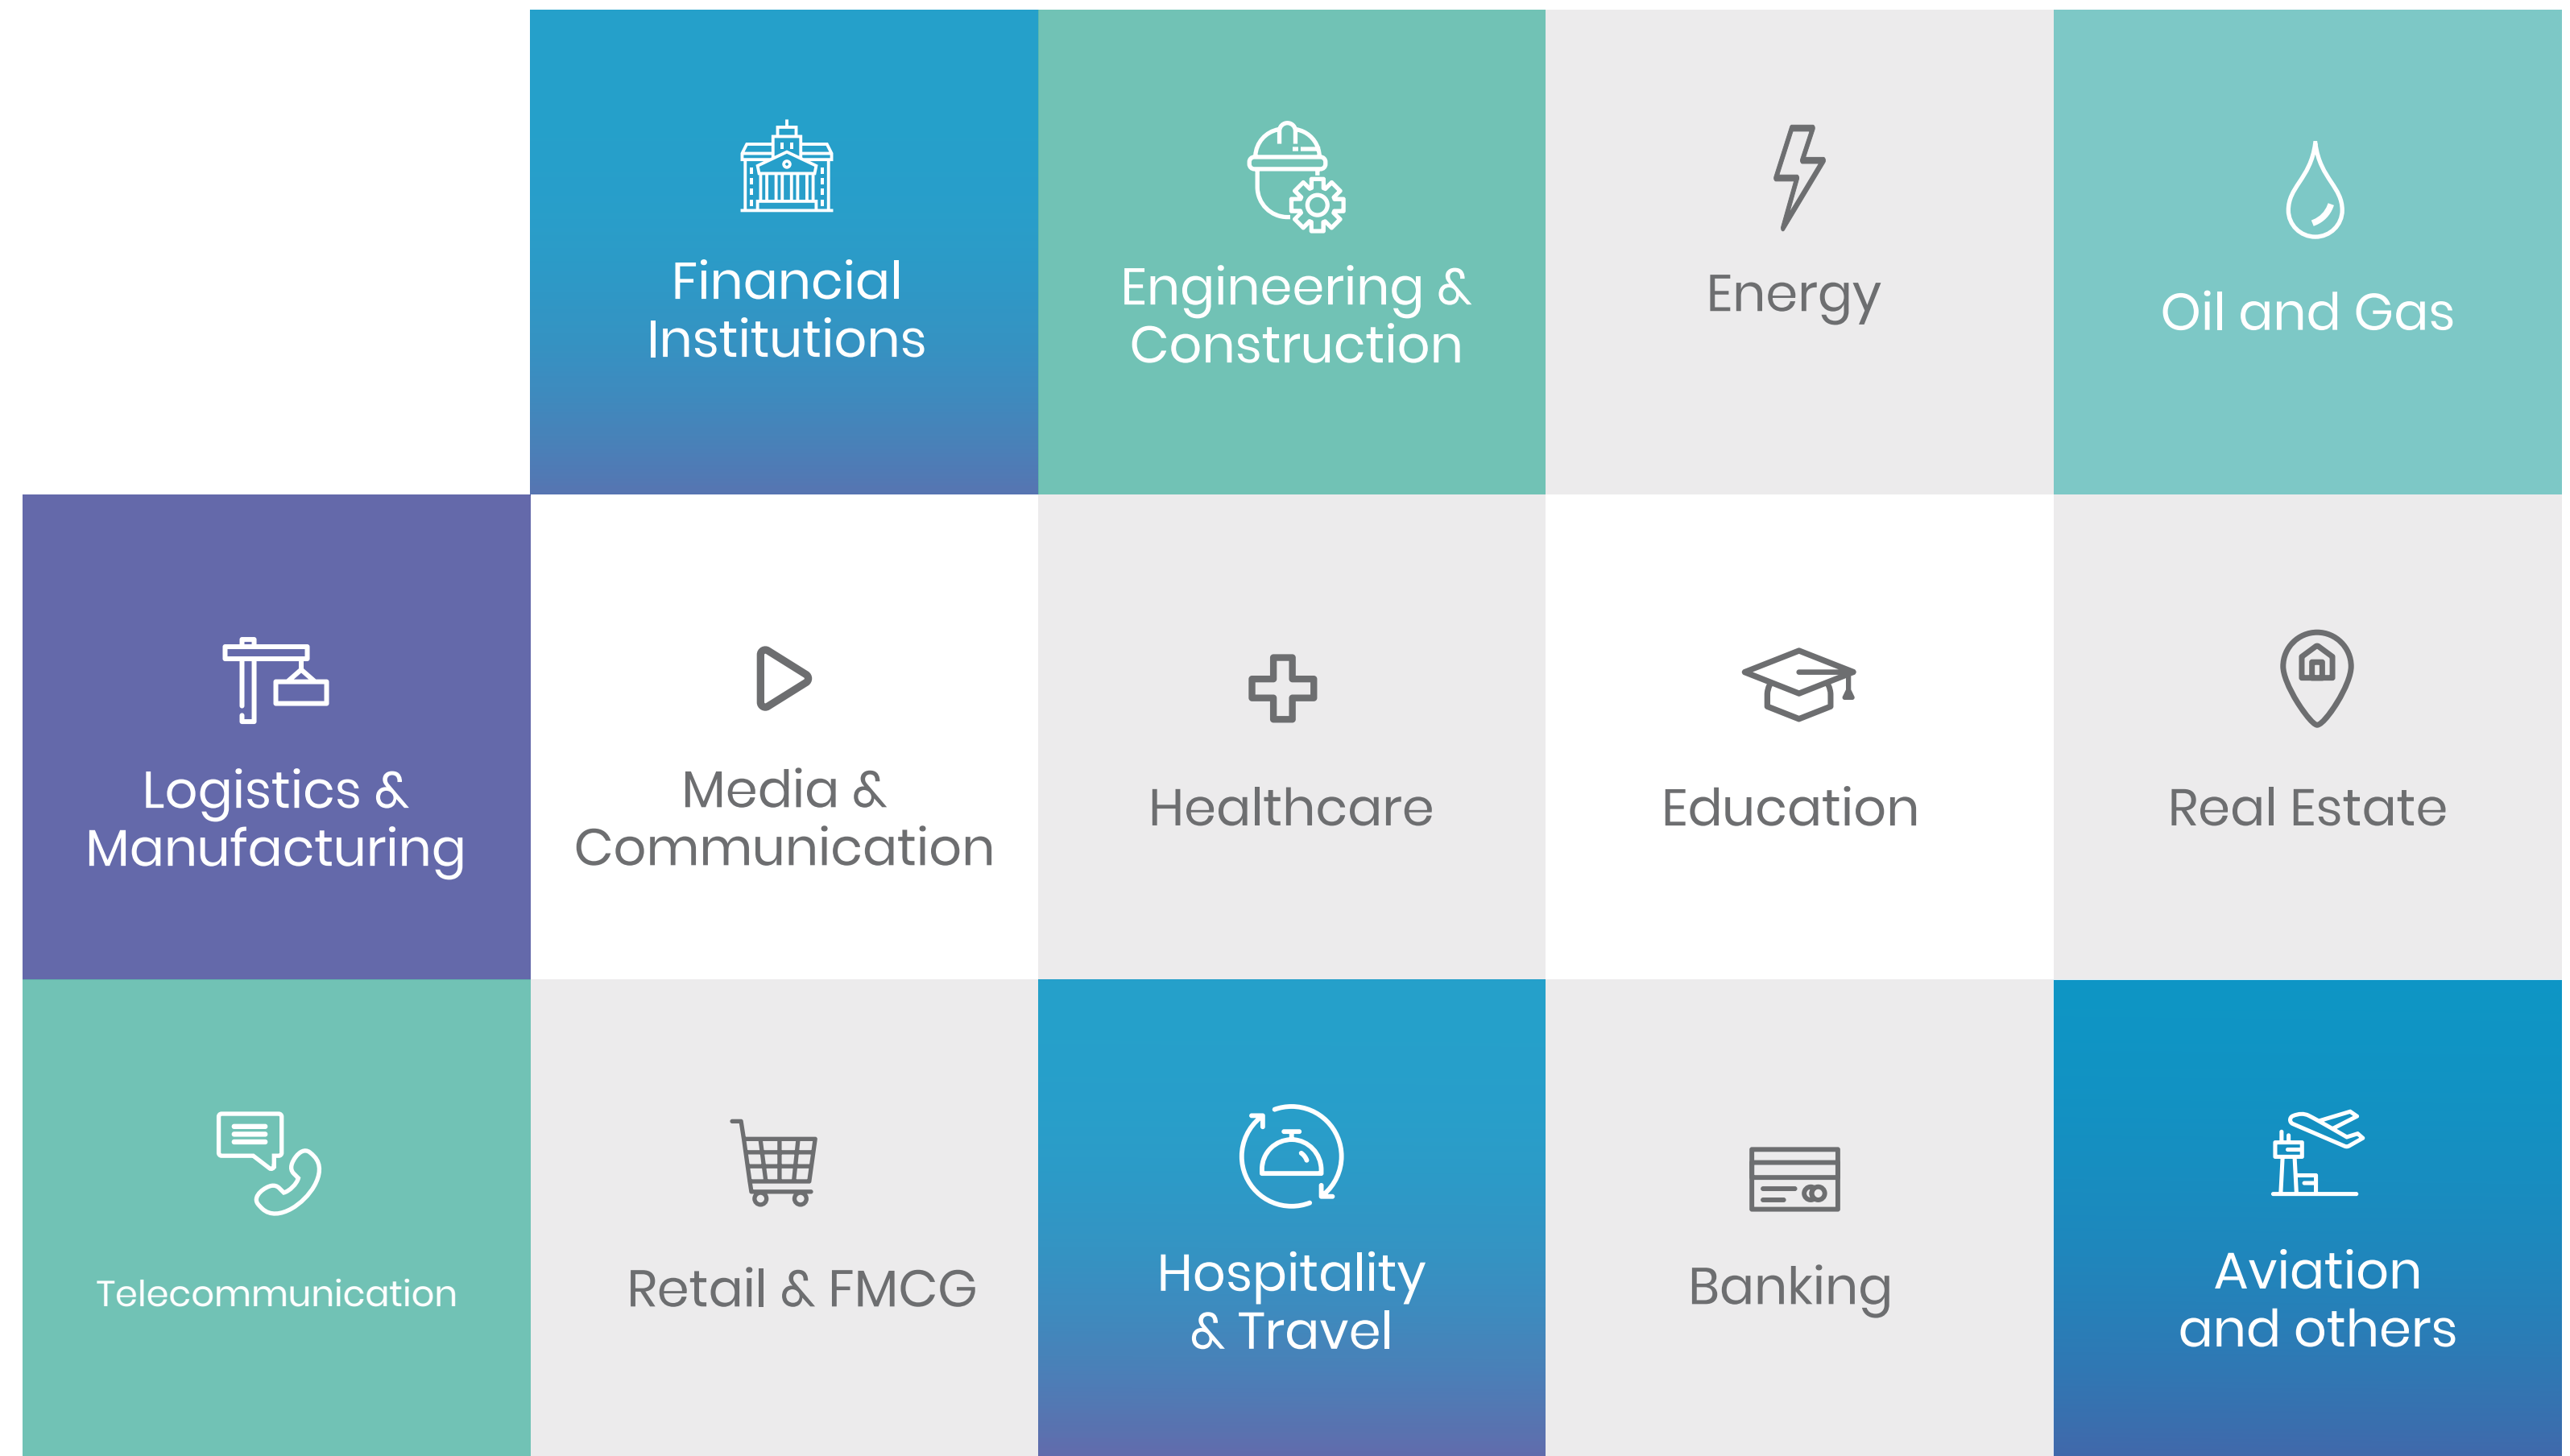 Financial
Institutions
Engineering &
Construction
Energy
Oil and Gas
Logistics &
Manufacturing
Media &
Communication
Healthcare
Education
Real Estate
Telecommunication
Retail & FMCG
Hospitality
& Travel
Banking
Aviation
and others